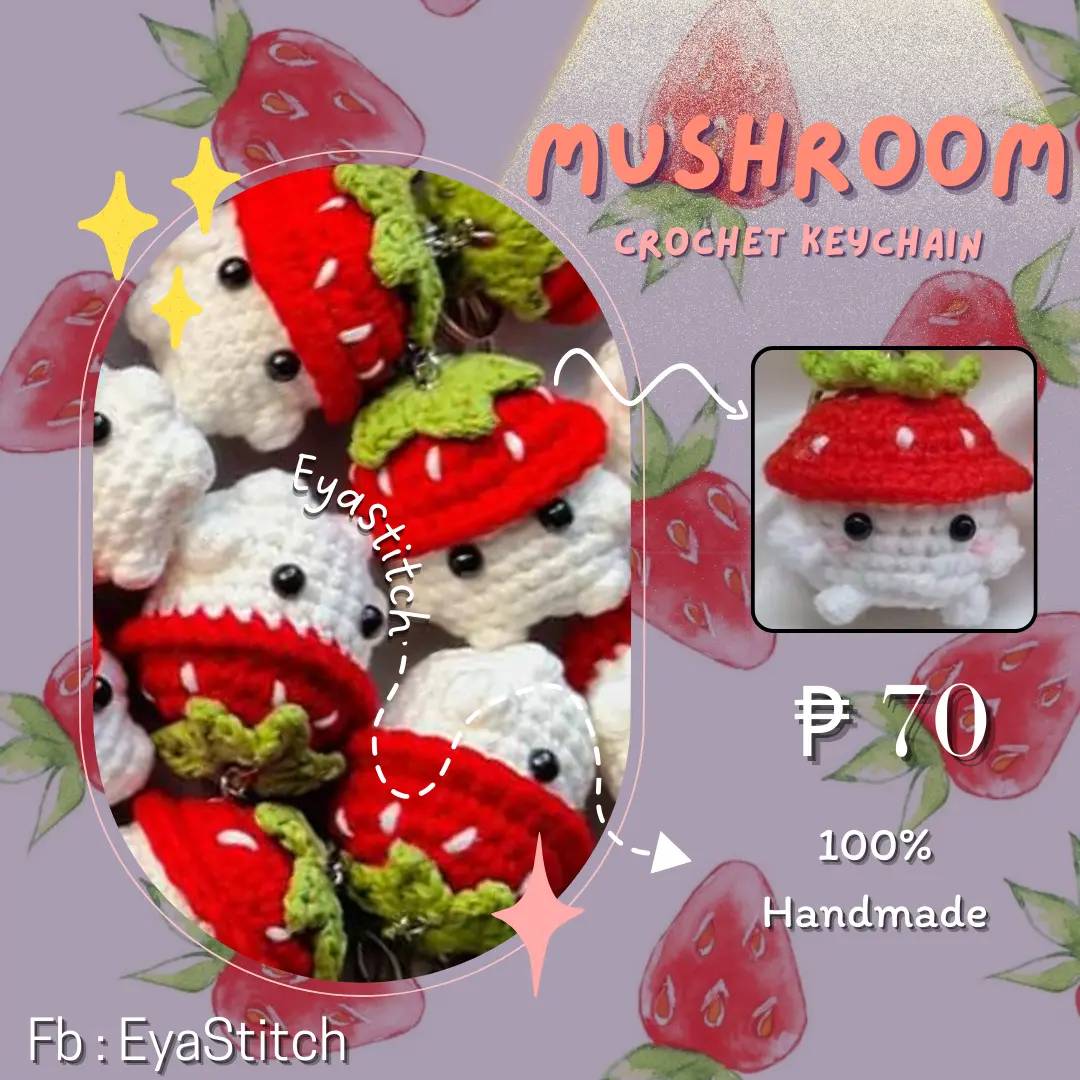 MUSHROOM
CROCHET KEYCHAIN
EyaStitch
₱ 70
100%
Handmade
Fb : EyaStitch